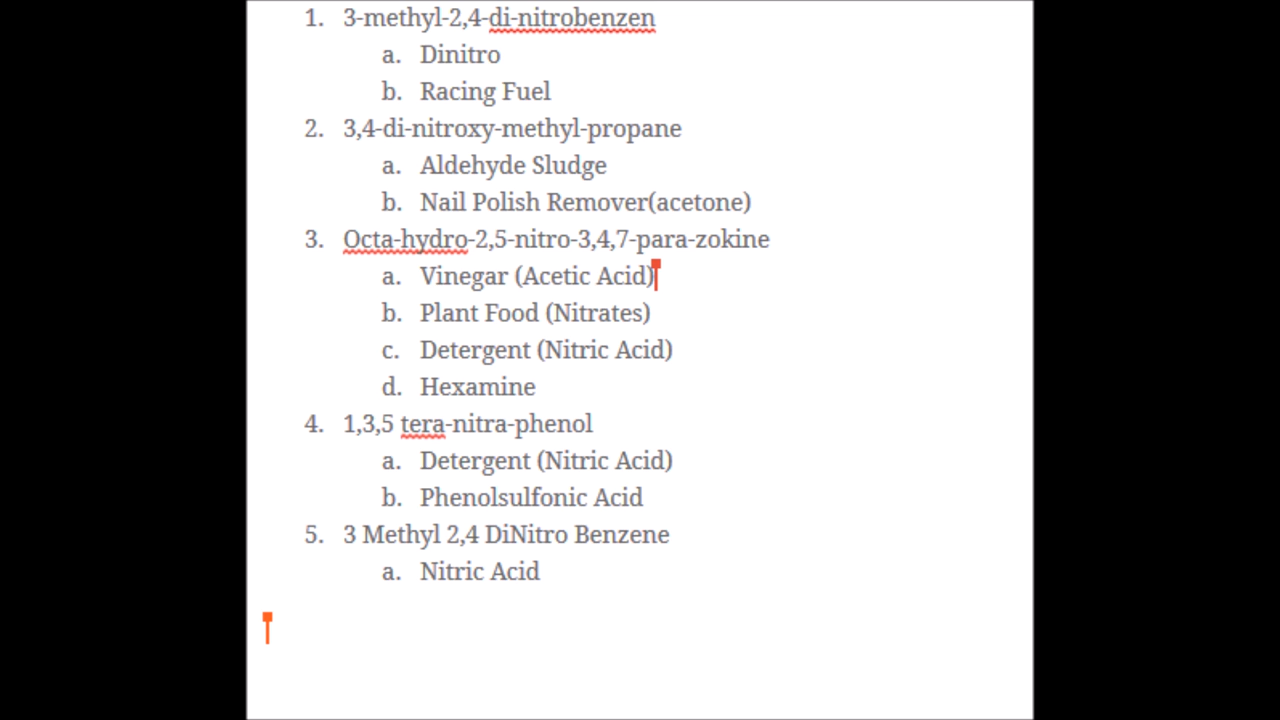 1. 3-methyl-2,4-di-nitrobenzen
a. Dinitro
b. Racing Fuel
2. 3,4-di-nitroxy-methyl-propane
a. Aldehyde Sludge
b. Nail Polish Remover(acetone)
3. Octa-hydro-2,5-nitro-3,4,7-para-zokine
a. Vinegar (Acetic Acid)
b. Plant Food (Nitrates)
c. Detergent (Nitric Acid)
d. Hexamine
4. 1,3,5 tera-nitra-phenol
a. Detergent (Nitric Acid)
b. Phenolsulfonic Acid
5. 3 Methyl 2,4 DiNitro Benzene
a. Nitric Acid